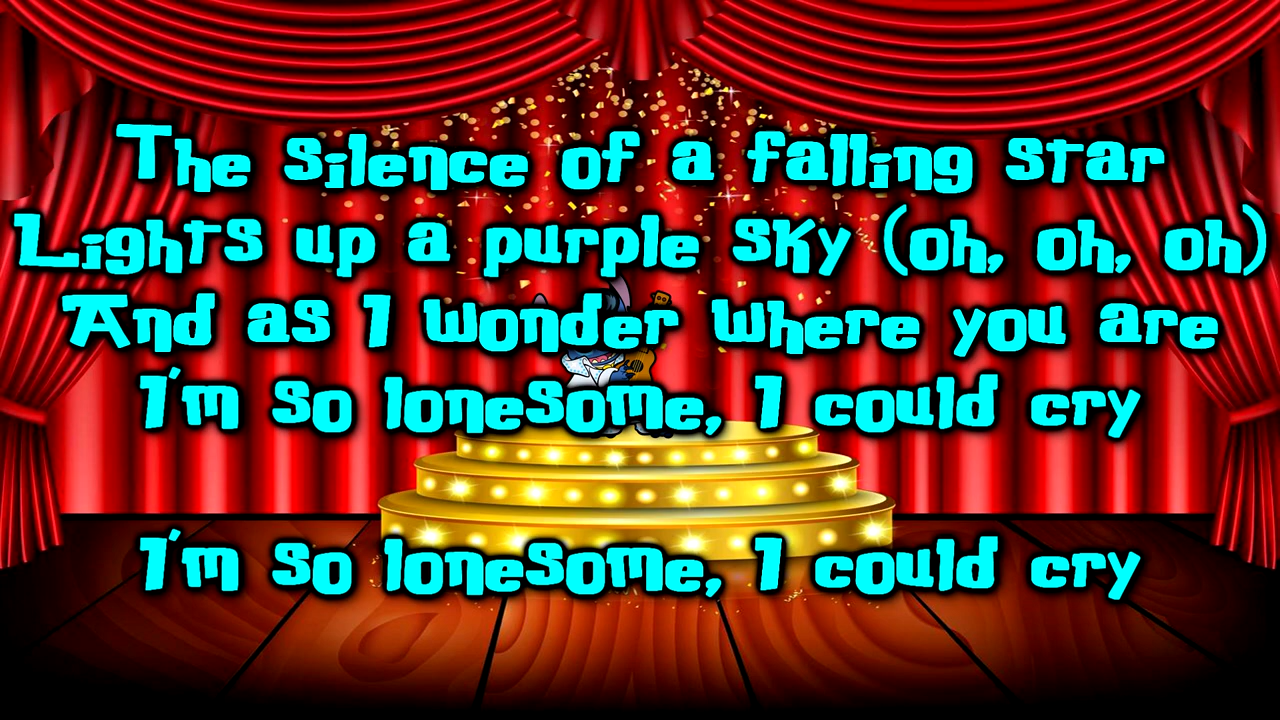 The silence of a falling star
Lights up a purple sky (oh, oh, oh)
And as I wonder where you are
I'm so lonesome, I could cry
I'm so lonesome, I could cry